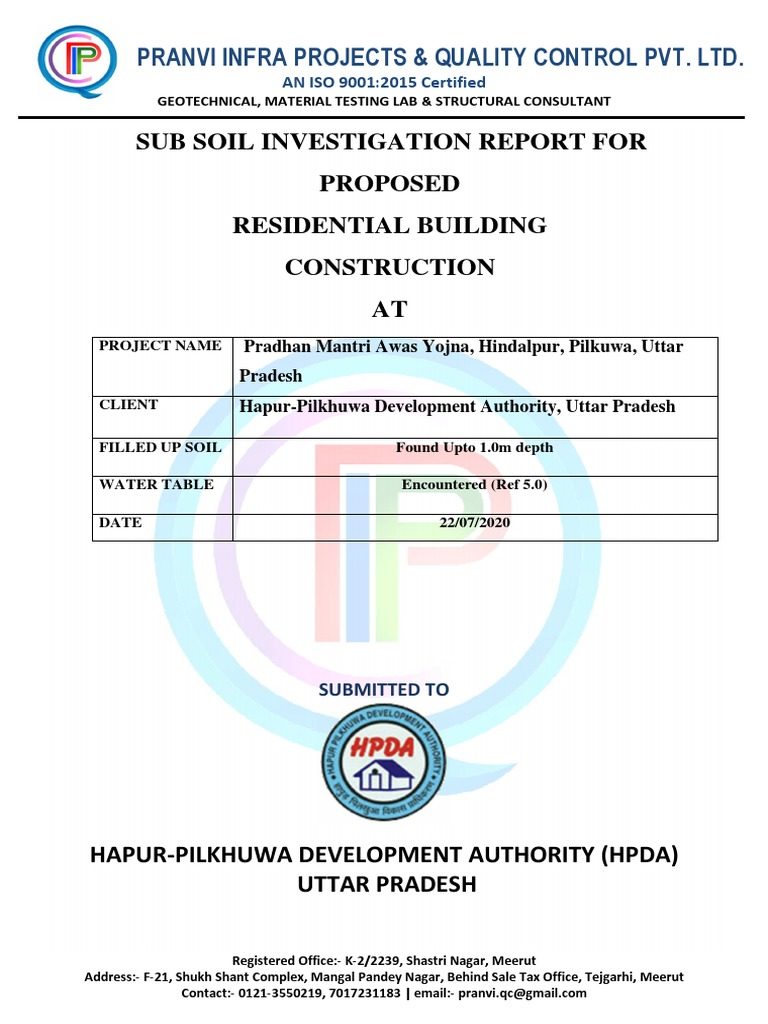 PRANVI INFRA PROJECTS & QUALITY CONTROL PVT. LTD.
AN ISO 9001:2015 Certified
GEOTECHNICAL, MATERIAL TESTING LAB & STRUCTURAL CONSULTANT
SUB SOIL INVESTIGATION REPORT FOR
PROPOSED
RESIDENTIAL BUILDING
CONSTRUCTION
AT
PROJECT NAME Pradhan Mantri Awas Yojna, Hindalpur, Pilkuwa, Uttar
Pradesh
CLIENT Hapur-Pilkhuwa Development Authority, Uttar Pradesh
FILLED UP SOIL Found Upto 1.0m depth
WATER TABLE Encountered (Ref 5.0)
DATE 22/07/2020
SUBMITTED TO
HAPUR PILKHUWA DEVELOPMENT AUTHORITY
HPDA
हापुड़ पिलखुआ विकास प्राधिकरण
HAPUR-PILKHUWA DEVELOPMENT AUTHORITY (HPDA)
UTTAR PRADESH
Registered Office:- K-2/2239, Shastri Nagar, Meerut
Address:- F-21, Shukh Shant Complex, Mangal Pandey Nagar, Behind Sale Tax Office, Tejgarhi, Meerut
Contact:- 0121-3550219, 7017231183 | email:- pranvi.qc@gmail.com